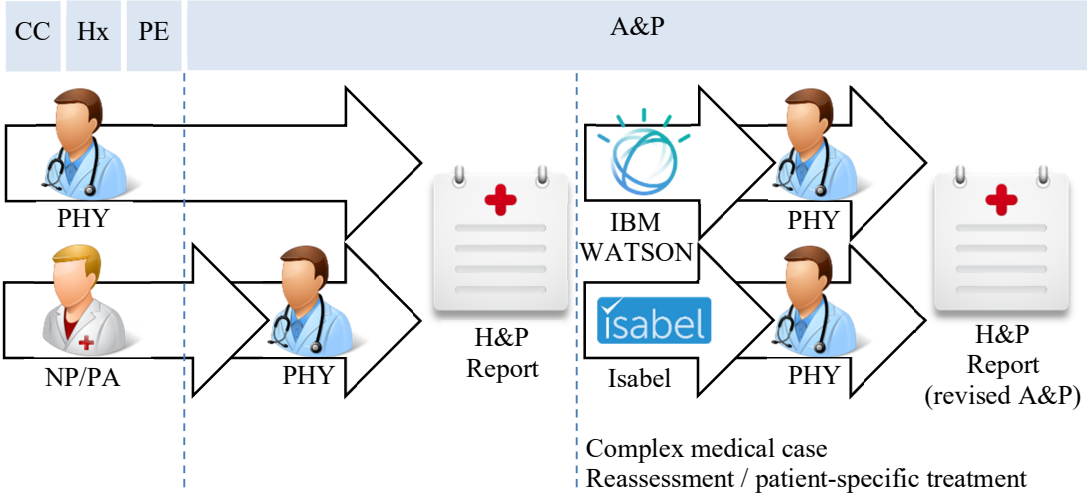 CC Hx PE A&P
PHY
NP/PA
PHY
H&P
Report
IBM
WATSON
PHY
isabel
Isabel
PHY
H&P
Report
(revised A&P)
Complex medical case
Reassessment / patient-specific treatment